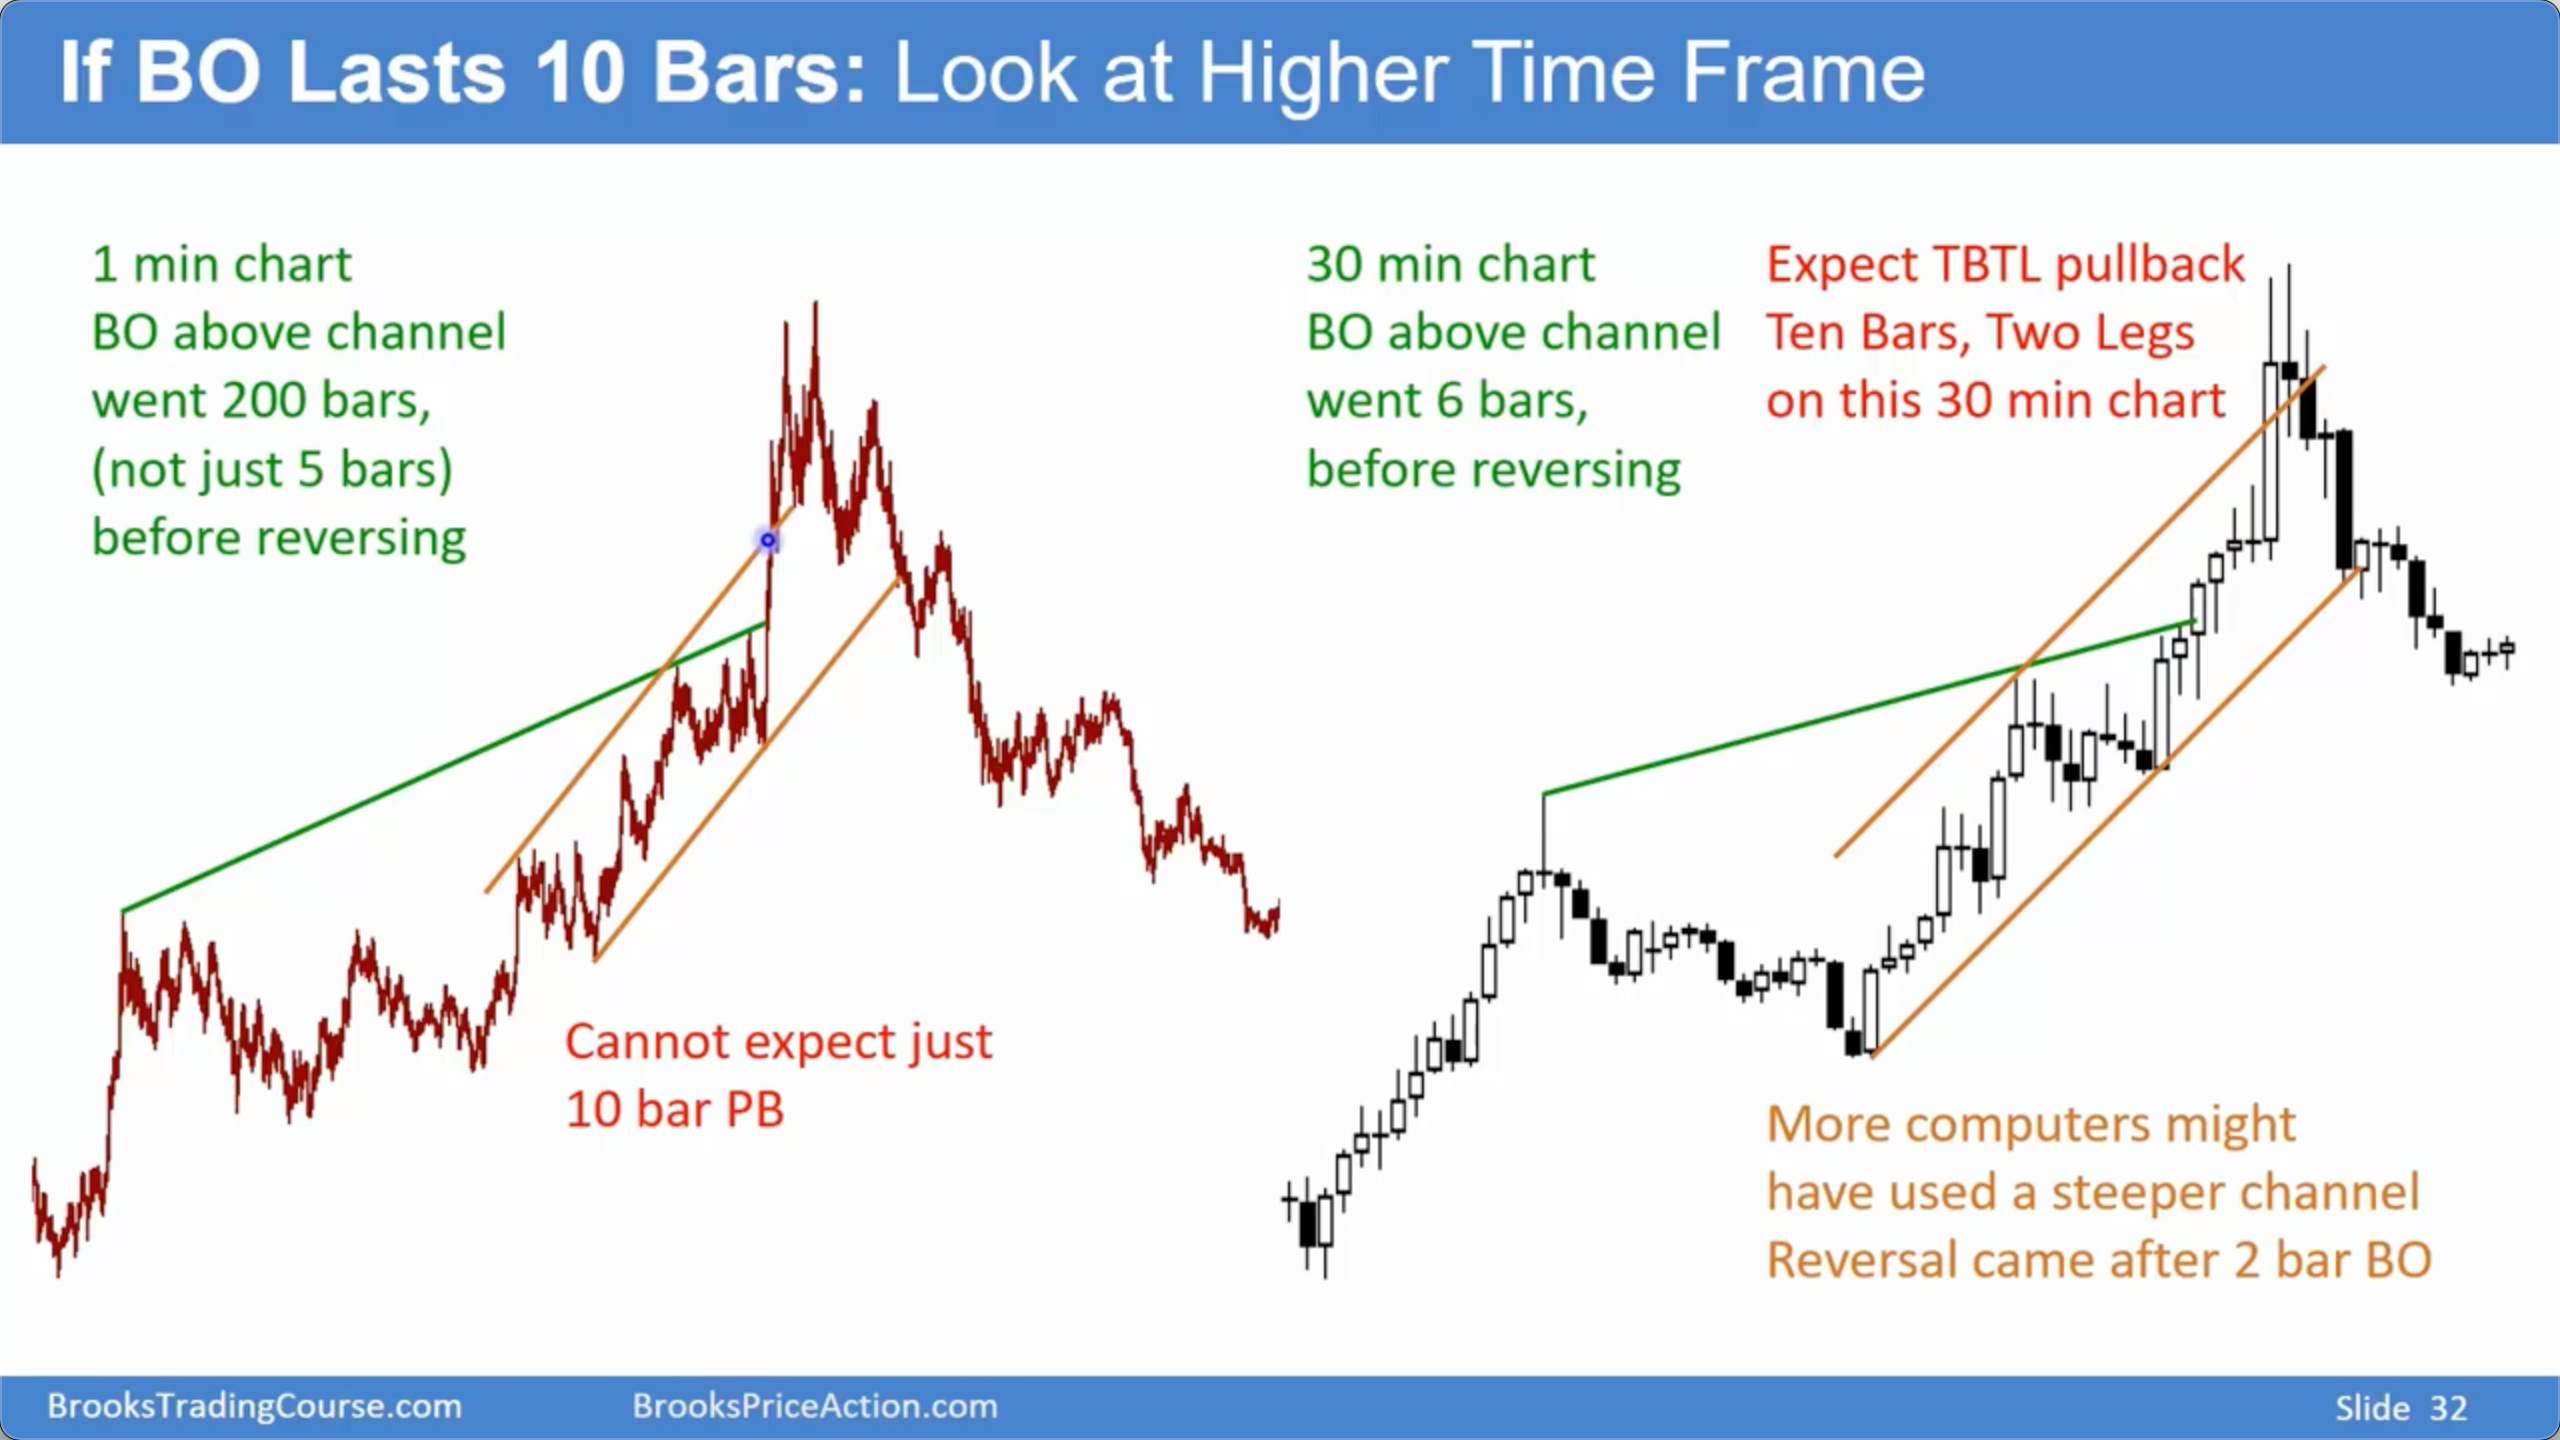 If BO Lasts 10 Bars: Look at Higher Time Frame
1 min chart
BO above channel
went 200 bars,
(not just 5 bars)
before reversing
30 min chart
BO above channel
went 6 bars,
before reversing
Expect TBTL pullback
Ten Bars, Two Legs
on this 30 min chart
Cannot expect just
10 bar PB
More computers might
have used a steeper channel
Reversal came after 2 bar BO
BrooksTradingCourse.com
BrooksPriceAction.com
Slide 32